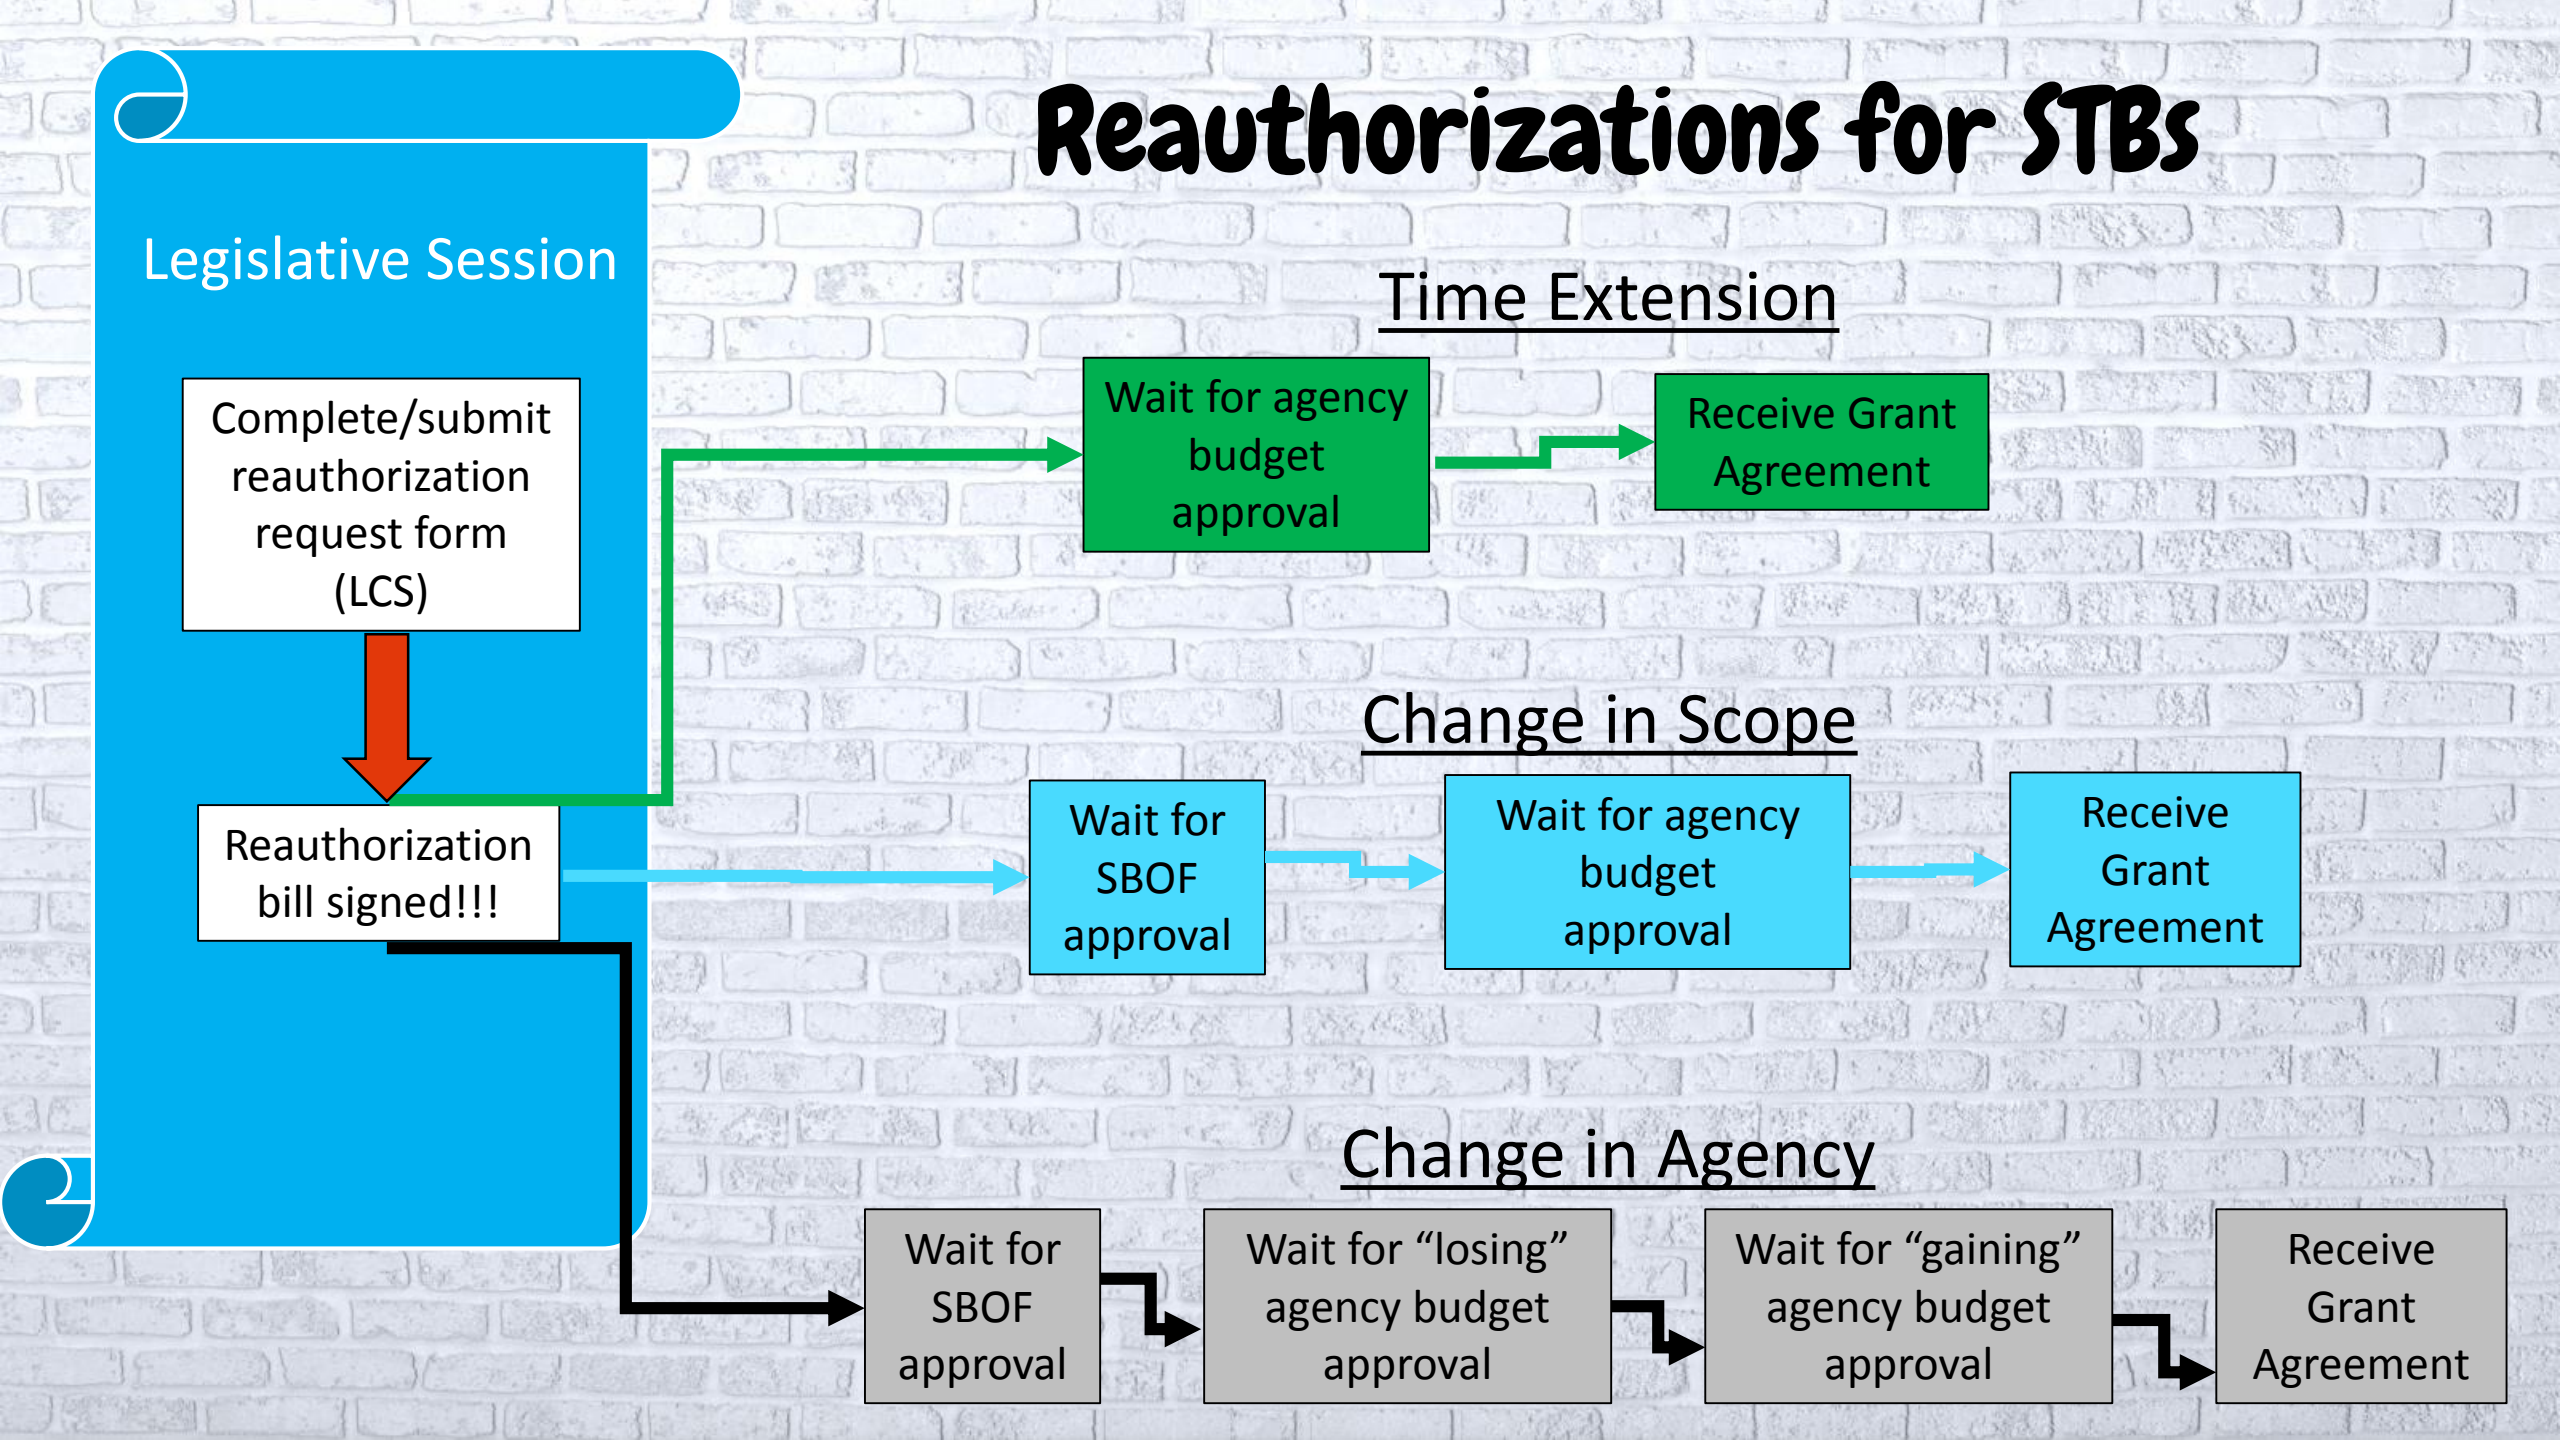 Reauthorizations for STBs
Legislative Session
Complete/submit
reauthorization
request form
(LCS)
Reauthorization
bill signed!!!
Time Extension
Wait for agency
budget
approval
Receive Grant
Agreement
Change in Scope
Wait for
SBOF
approval
Wait for agency
budget
approval
Receive
Grant
Agreement
Change in Agency
Wait for
SBOF
approval
Wait for “losing”
agency budget
approval
Wait for “gaining”
agency budget
approval
Receive
Grant
Agreement